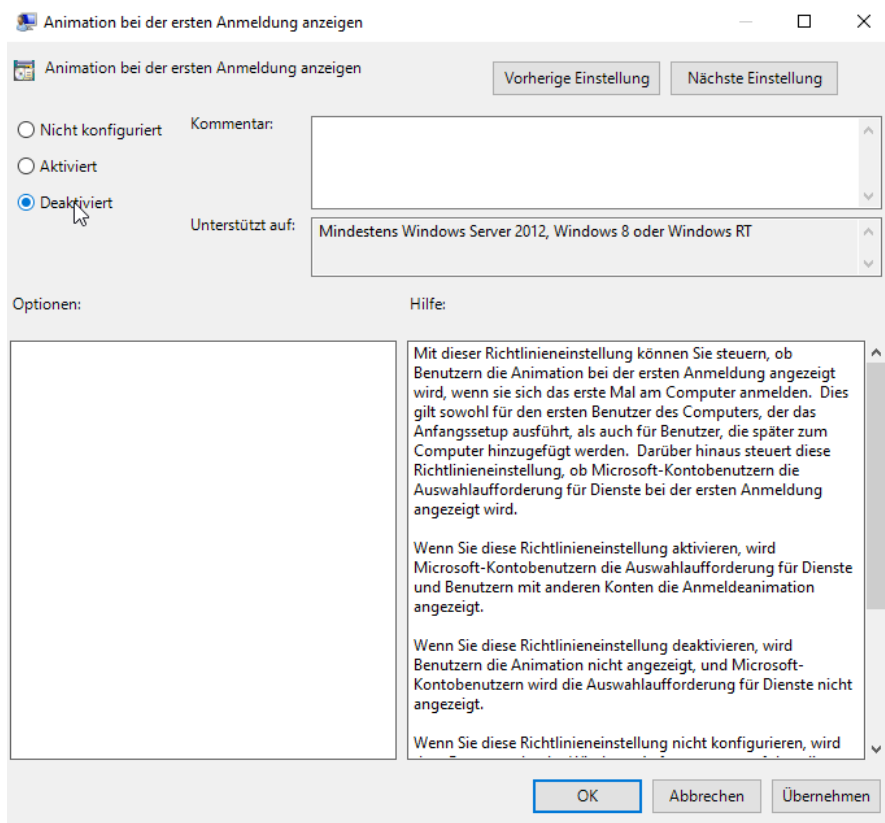 Animation bei der ersten Anmeldung anzeigen
Animation bei der ersten Anmeldung anzeigen
Vorherige Einstellung
Nächste Einstellung
Nicht konfiguriert
Kommentar:
Aktiviert
Deaktiviert
Unterstützt auf:
Mindestens Windows Server 2012, Windows 8 oder Windows RT
Optionen:
Hilfe:
Mit dieser Richtlinieneinstellung können Sie steuern, ob
Benutzern die Animation bei der ersten Anmeldung angezeigt
wird, wenn sie sich das erste Mal am Computer anmelden.  Dies
gilt sowohl für den ersten Benutzer des Computers, der das
Anfangssetup ausführt, als auch für Benutzer, die später zum
Computer hinzugefügt werden.  Darüber hinaus steuert diese
Richtlinieneinstellung, ob Microsoft-Kontobenutzern die
Auswahlaufforderung für Dienste bei der ersten Anmeldung
angezeigt wird.
Wenn Sie diese Richtlinieneinstellung aktivieren, wird
Microsoft-Kontobenutzern die Auswahlaufforderung für Dienste
und Benutzern mit anderen Konten die Anmeldeanimation
angezeigt.
Wenn Sie diese Richtlinieneinstellung deaktivieren, wird
Benutzern die Animation nicht angezeigt, und Microsoft-
Kontobenutzern wird die Auswahlaufforderung für Dienste nicht
angezeigt.
Wenn Sie diese Richtlinieneinstellung nicht konfigurieren, wird
OK
Abbrechen
Übernehmen